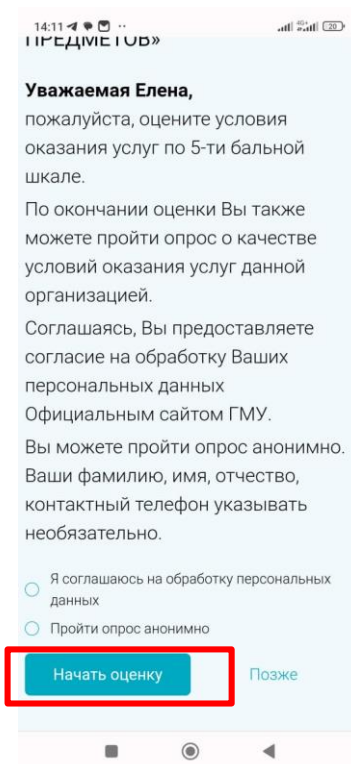 14:11 4G+ 20
ПРЕДМЕТОВ»
Уважаемая Елена,
пожалуйста, оцените условия
оказания услуг по 5-ти бальной
шкале.
По окончании оценки Вы также
можете пройти опрос о качестве
условий оказания услуг данной
организацией.
Соглашаясь, Вы предоставляете
согласие на обработку Ваших
персональных данных
Официальным сайтом ГМУ.
Вы можете пройти опрос анонимно.
Ваши фамилию, имя, отчество,
контактный телефон указывать
необязательно.
Я соглашаюсь на обработку персональных
данных
Пройти опрос анонимно
Начать оценку Позже